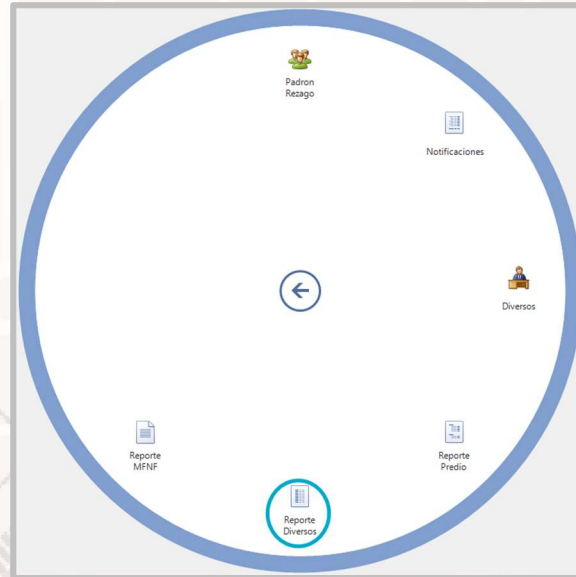 Padron
Rezago
Notificaciones
Diversos
Reporte
MFNF
Reporte
Predio
Reporte
Diversos